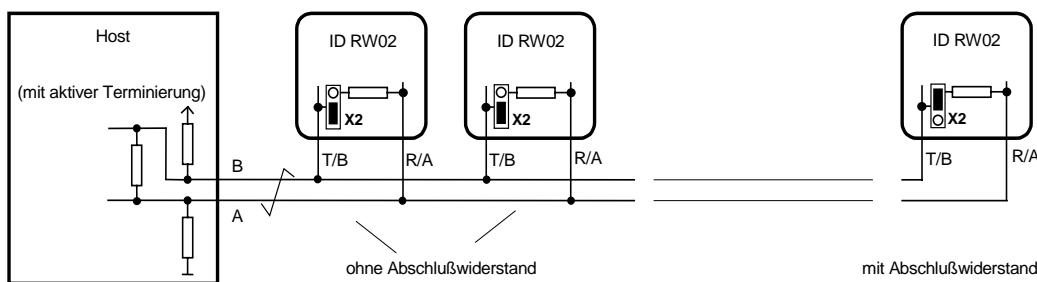 Host
(mit aktiver Terminierung)
B
A
ID RW02
X2
T/B
R/A
ID RW02
X2
T/B
R/A
ID RW02
X2
T/B
R/A
ohne Abschlußwiderstand
mit Abschlußwiderstand